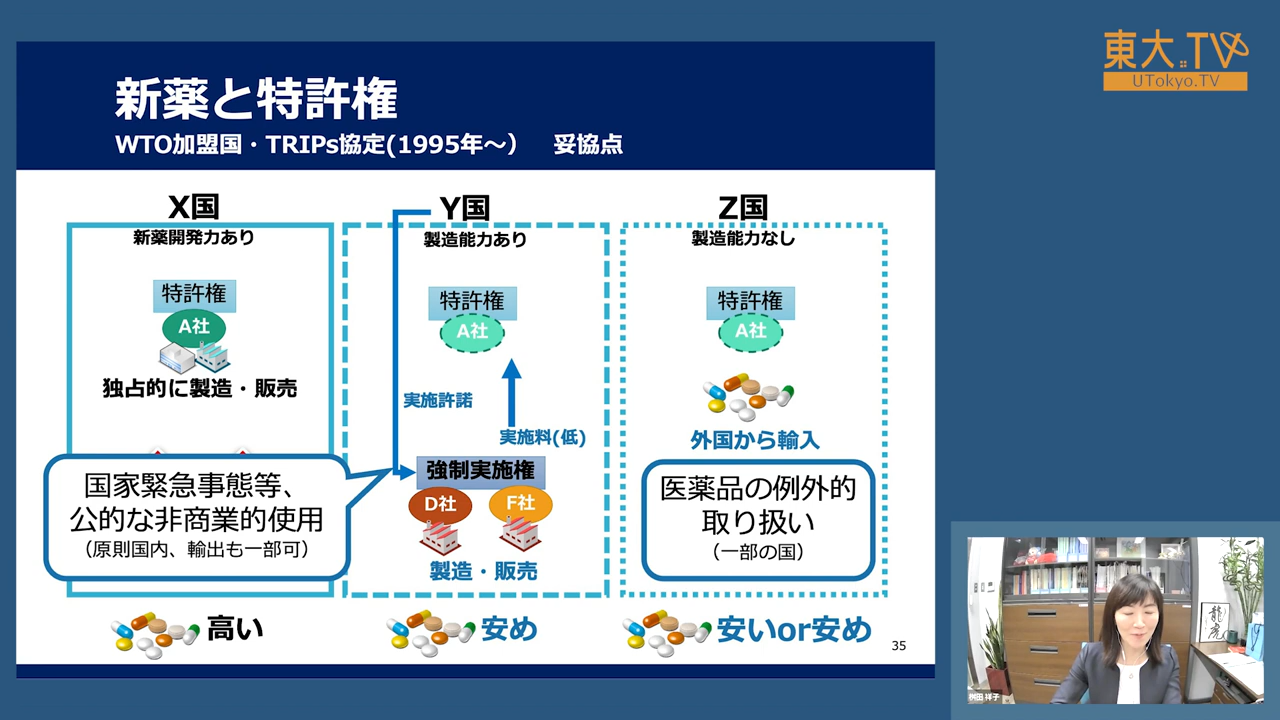 東大.TV
UTokyo.TV
新薬と特許権
WTO加盟国・TRIPs協定(1995年～） 妥協点
X国
新薬開発力あり
特許権
A社
独占的に製造・販売
国家緊急事態等、
公的な非商業的使用
（原則国内、輸出も一部可）
高い
Y国
製造能力あり
特許権
A社
実施許諾
実施料(低)
強制実施権
D社
F社
製造・販売
安め
Z国
製造能力なし
特許権
A社
外国から輸入
医薬品の例外的
取り扱い
（一部の国）
安いor安め
35
龍虎
桝田 祥子